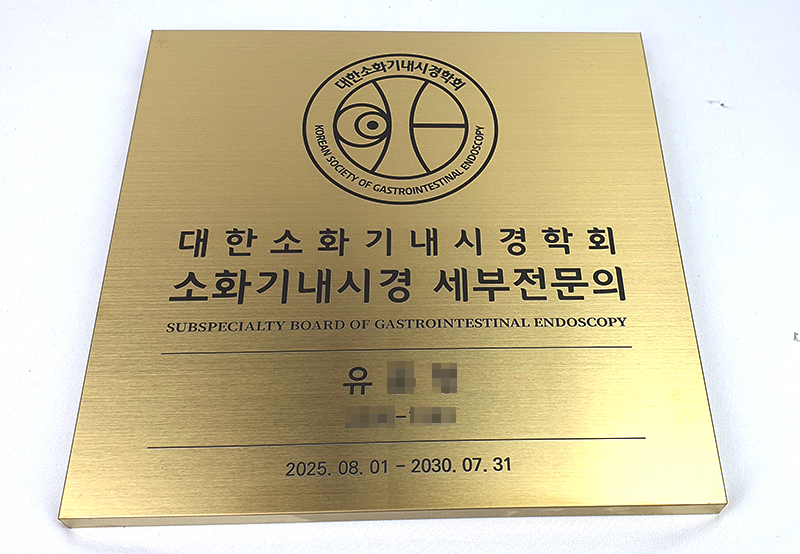 대한소화기내시경학회
KOREAN SOCIETY OF GASTROINTESTINAL ENDOSCOPY
대한소화기내시경학회
소화기내시경 세부전문의
SUBSPECIALTY BOARD OF GASTROINTESTINAL ENDOSCOPY
유
2025. 08. 01 - 2030. 07. 31